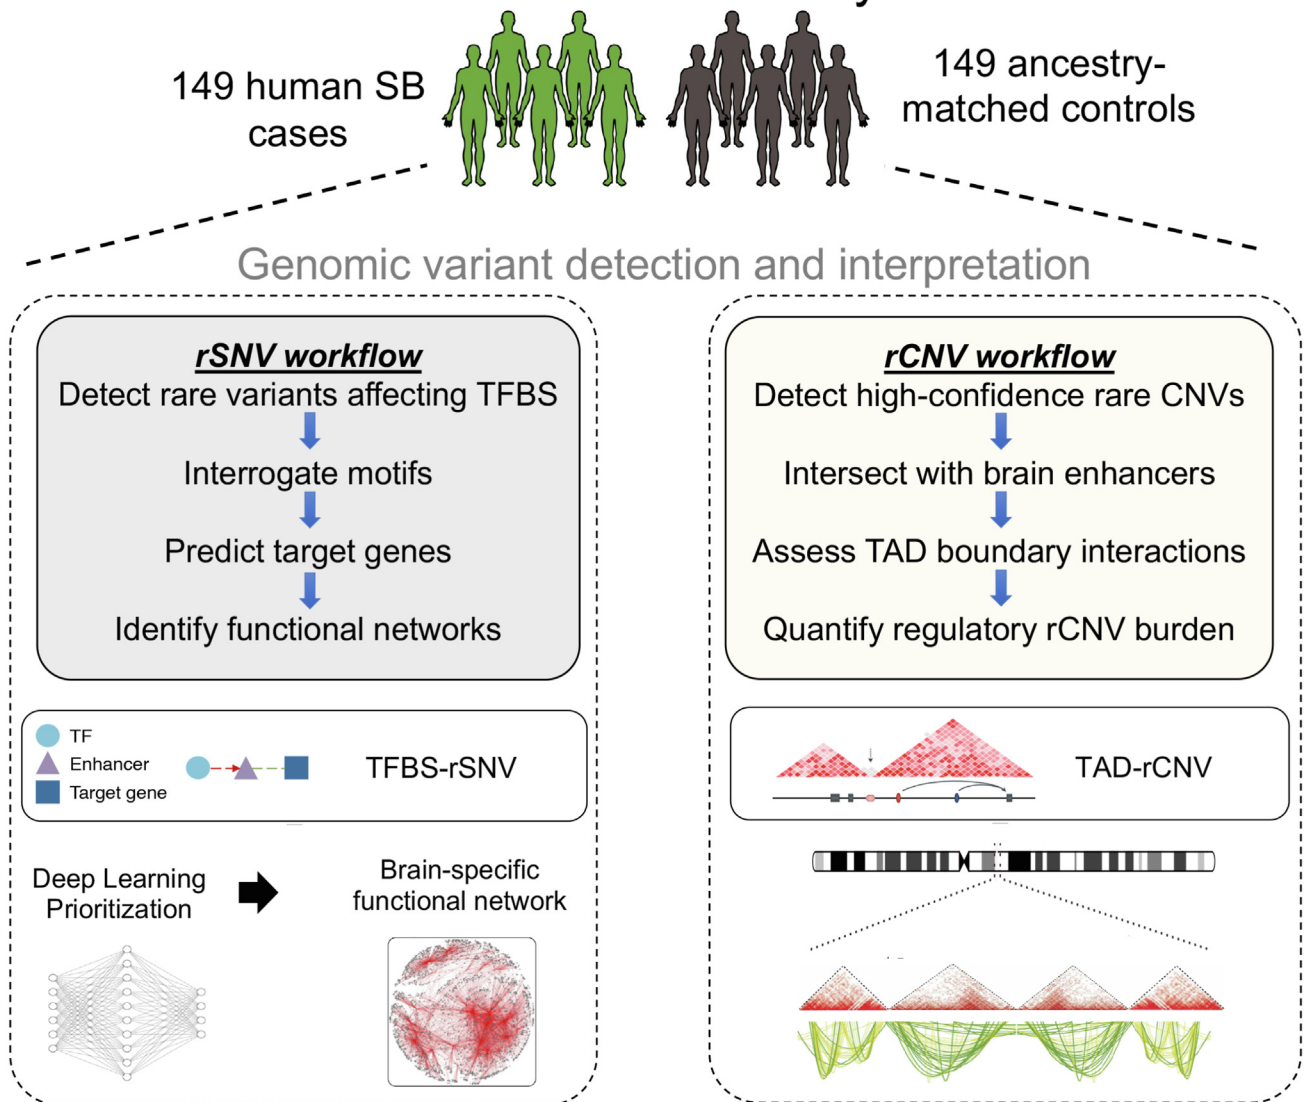 149 human SB
cases
149 ancestry-
matched controls
Genomic variant detection and interpretation
rSNV workflow
Detect rare variants affecting TFBS
Interrogate motifs
Predict target genes
Identify functional networks
TF
Enhancer
Target gene
TFBS-rSNV
Deep Learning
Prioritization
Brain-specific
functional network
rCNV workflow
Detect high-confidence rare CNVs
Intersect with brain enhancers
Assess TAD boundary interactions
Quantify regulatory rCNV burden
TAD-rCNV